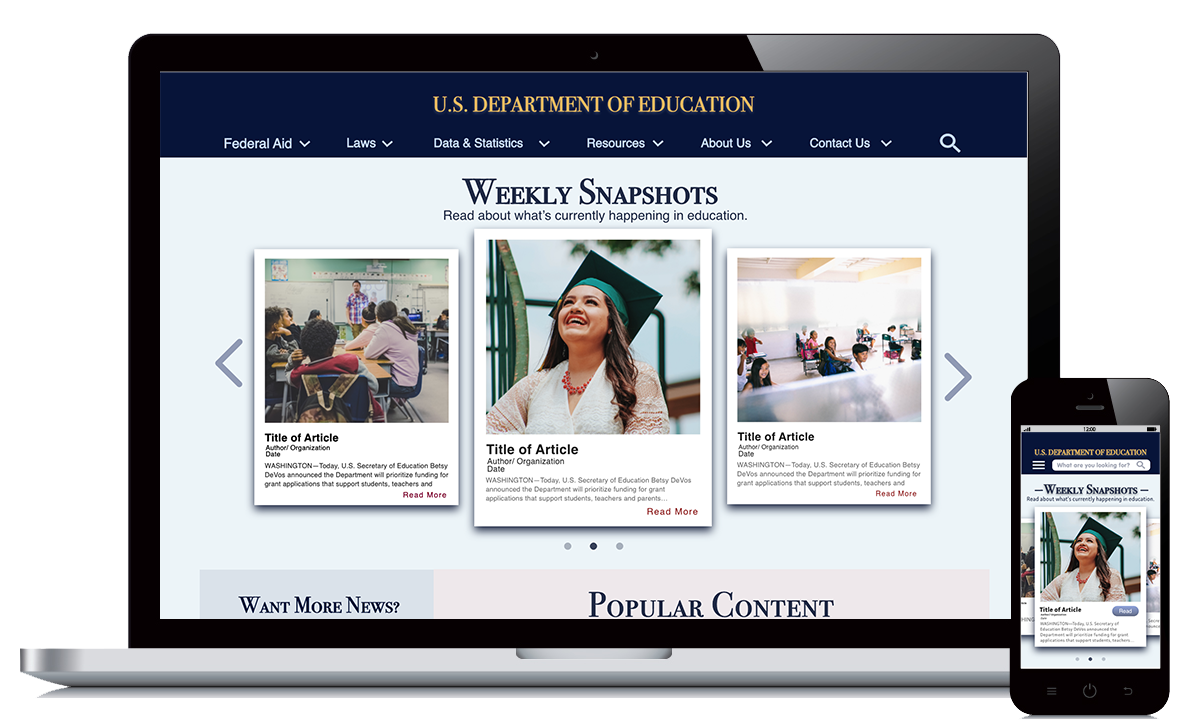 U.S. DEPARTMENT OF EDUCATION
Federal Aid Laws Data & Statistics Resources About Us Contact Us
WEEKLY SNAPSHOTS
Read about what's currently happening in education.
Title of Article
Author/ Organization
Date
WASHINGTON—Today, U.S. Secretary of Education Betsy
DeVos announced the Department will prioritize funding for
grant applications that support students, teachers and
Read More
Title of Article
Author/ Organization
Date
WASHINGTON—Today, U.S. Secretary of Education Betsy DeVos
announced the Department will prioritize funding for grant
applications that support students, teachers and parents...
Read More
Title of Article
Author/ Organization
Date
WASHINGTON—Today, U.S. Secretary of Education Betsy
DeVos announced the Department will prioritize funding for
grant applications that support students, teachers and
Read More
WANT MORE NEWS?
POPULAR CONTENT
12:00
U.S. DEPARTMENT OF EDUCATION
What are you looking for?
—WEEKLY SNAPSHOTS—
Read about what's currently happening in education.
Title of Article
Read
Author/ Organization
Date
WASHINGTON—Today, U.S. Secretary of
Education Betsy DeVos announced the
Department will prioritize funding for grant
applications that support students, teachers...